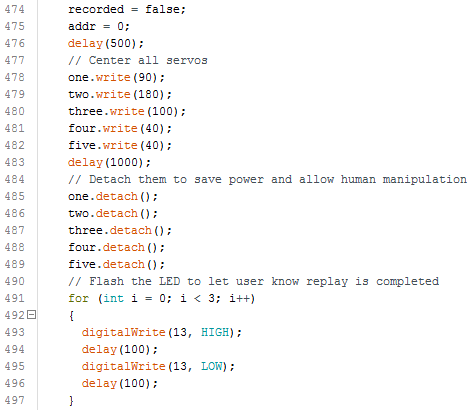 474 recorded = false;
475 addr = 0;
476 delay(500);
477 // Center all servos
478 one.write(90);
479 two.write(180);
480 three.write(100);
481 four.write(40);
482 five.write(40);
483 delay(1000);
484 // Detach them to save power and allow human manipulation
485 one.detach();
486 two.detach();
487 three.detach();
488 four.detach();
489 five.detach();
490 // Flash the LED to let user know replay is completed
491 for (int i = 0; i < 3; i++)
492 {
493 digitalWrite(13, HIGH);
494 delay(100);
495 digitalWrite(13, LOW);
496 delay(100);
497 }